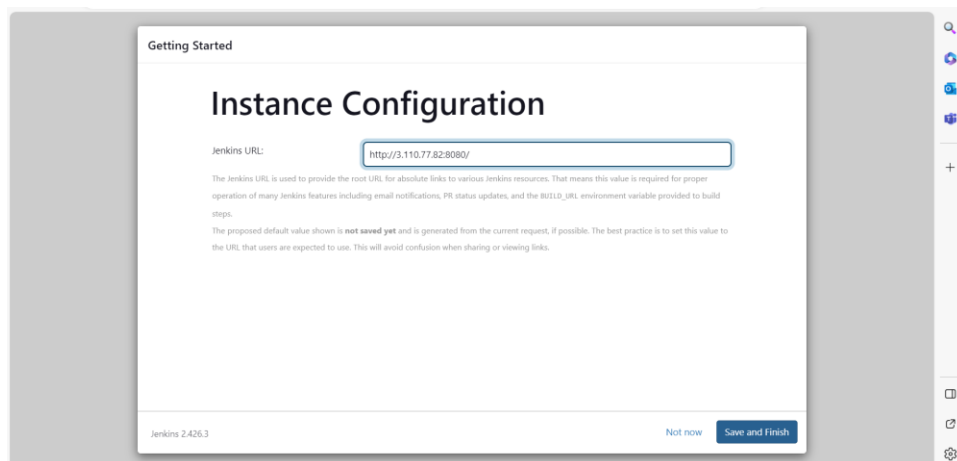 Getting Started
Instance Configuration
Jenkins URL:
http://3.110.77.82:8080/
The Jenkins URL is used to provide the root URL for absolute links to various Jenkins resources. That means this value is required for proper
operation of many Jenkins features including email notifications, PR status updates, and the BUILD_URL environment variable provided to build
steps.
The proposed default value shown is not saved yet and is generated from the current request, if possible. The best practice is to set this value to
the URL that users are expected to use. This will avoid confusion when sharing or viewing links.
Jenkins 2.426.3
Not now
Save and Finish